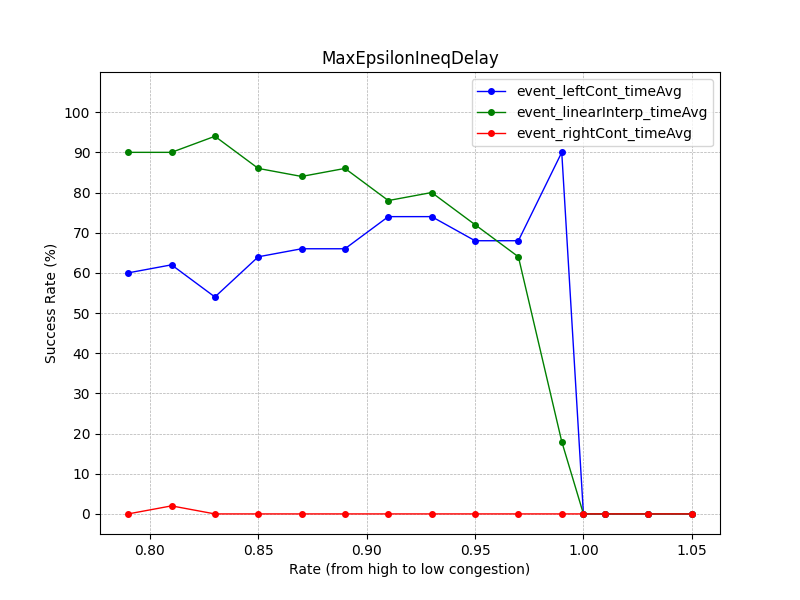 MaxEpsilonIneqDelay
event_leftCont_timeAvg
event_linearInterp_timeAvg
event_rightCont_timeAvg
Success Rate (%)
100
90
80
70
60
50
40
30
20
10
0
0.80 0.85 0.90 0.95 1.00 1.05
Rate (from high to low congestion)